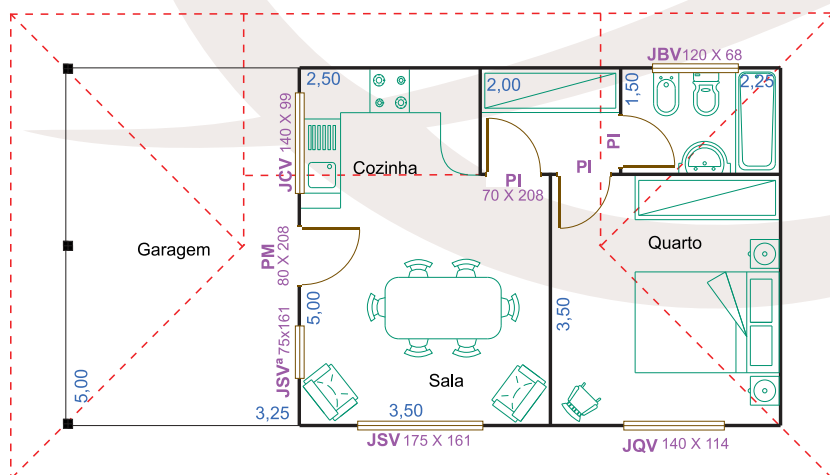 JBV 120 X 68
2,50
2,00
1,50
2,25
JCV 140 X 99
Cozinha
PI
PI
PI
70 X 208
Garagem
PM
80 X 208
Quarto
5,00
3,50
JSVª 75x161
5,00
Sala
3,25
3,50
JSV 175 X 161
JQV 140 X 114